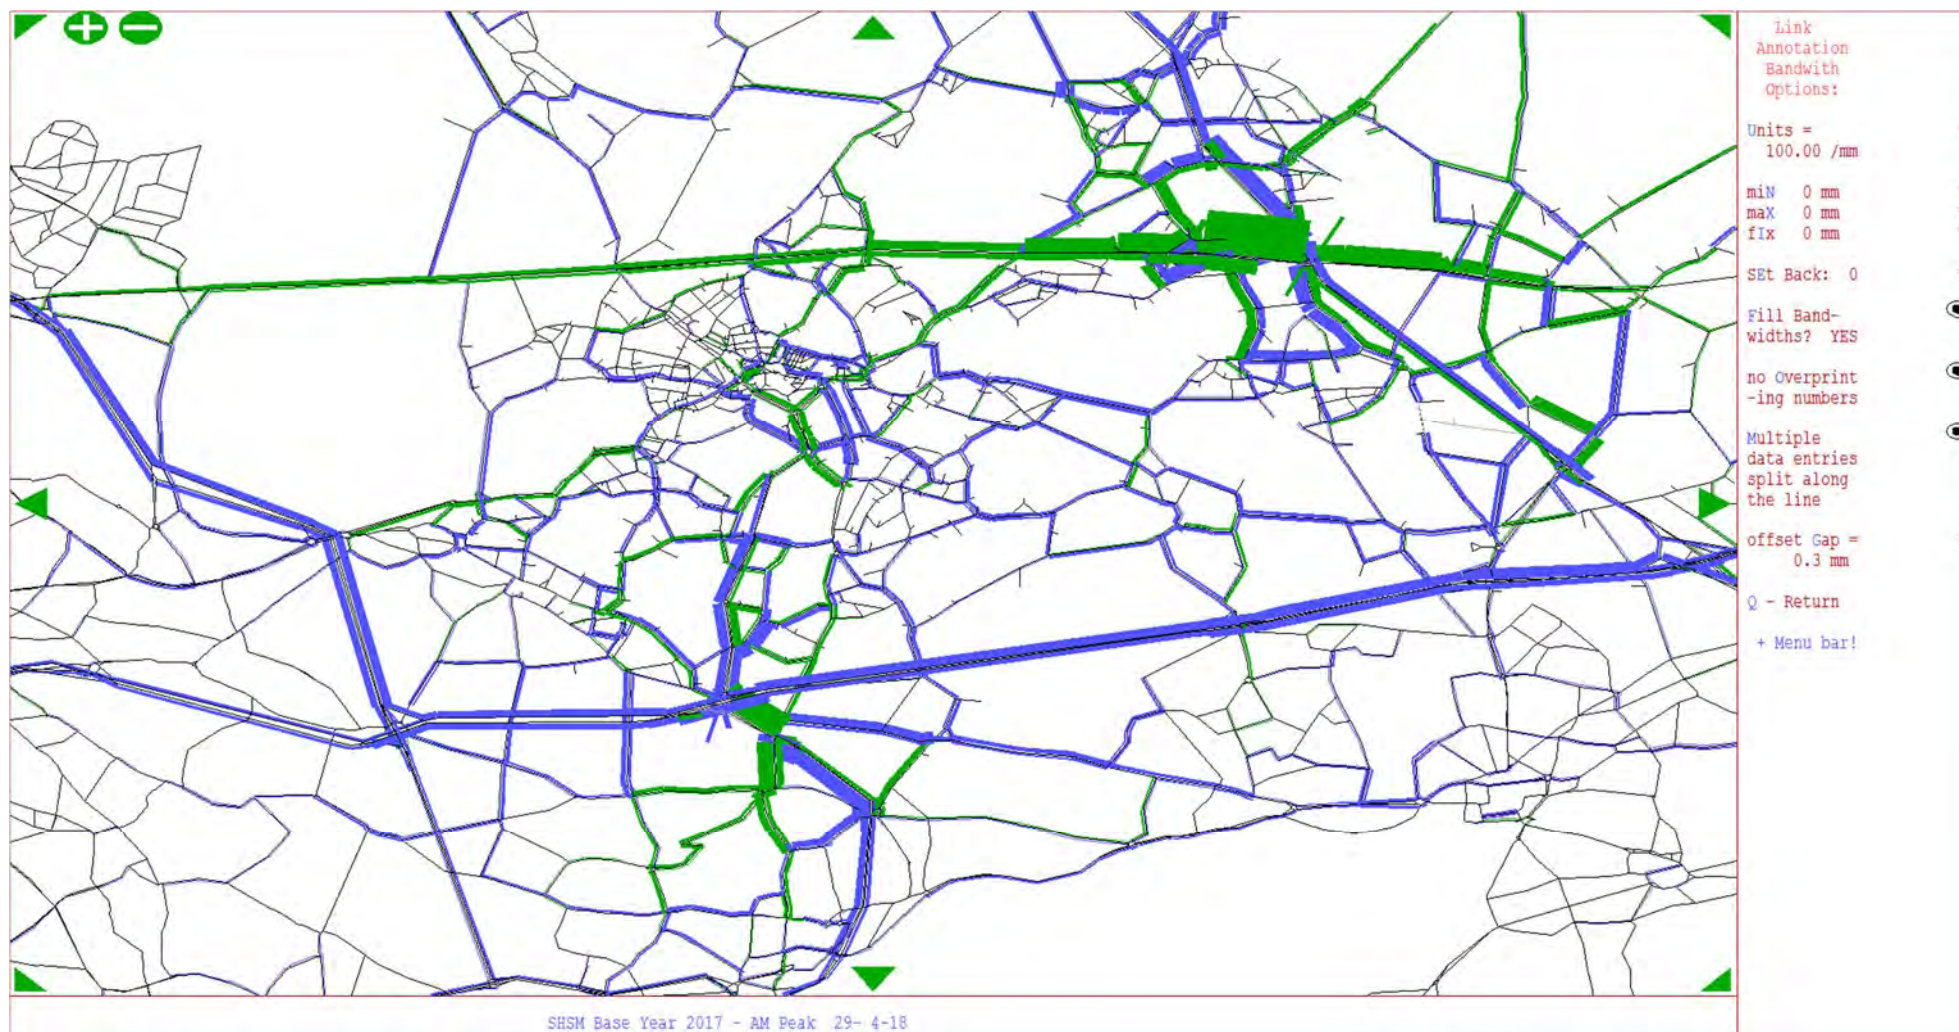 Link
Annotation
Bandwith
Options:
Units =
100.00 /mm
miN 0 mm
maX 0 mm
fIx 0 mm
SEt Back: 0
Fill Band-
widths? YES
no Overprint
-ing numbers
Multiple
data entries
split along
the line
offset Gap =
0.3 mm
Q - Return
+ Menu bar!
SHSM Base Year 2017 - AM Peak 29- 4-18